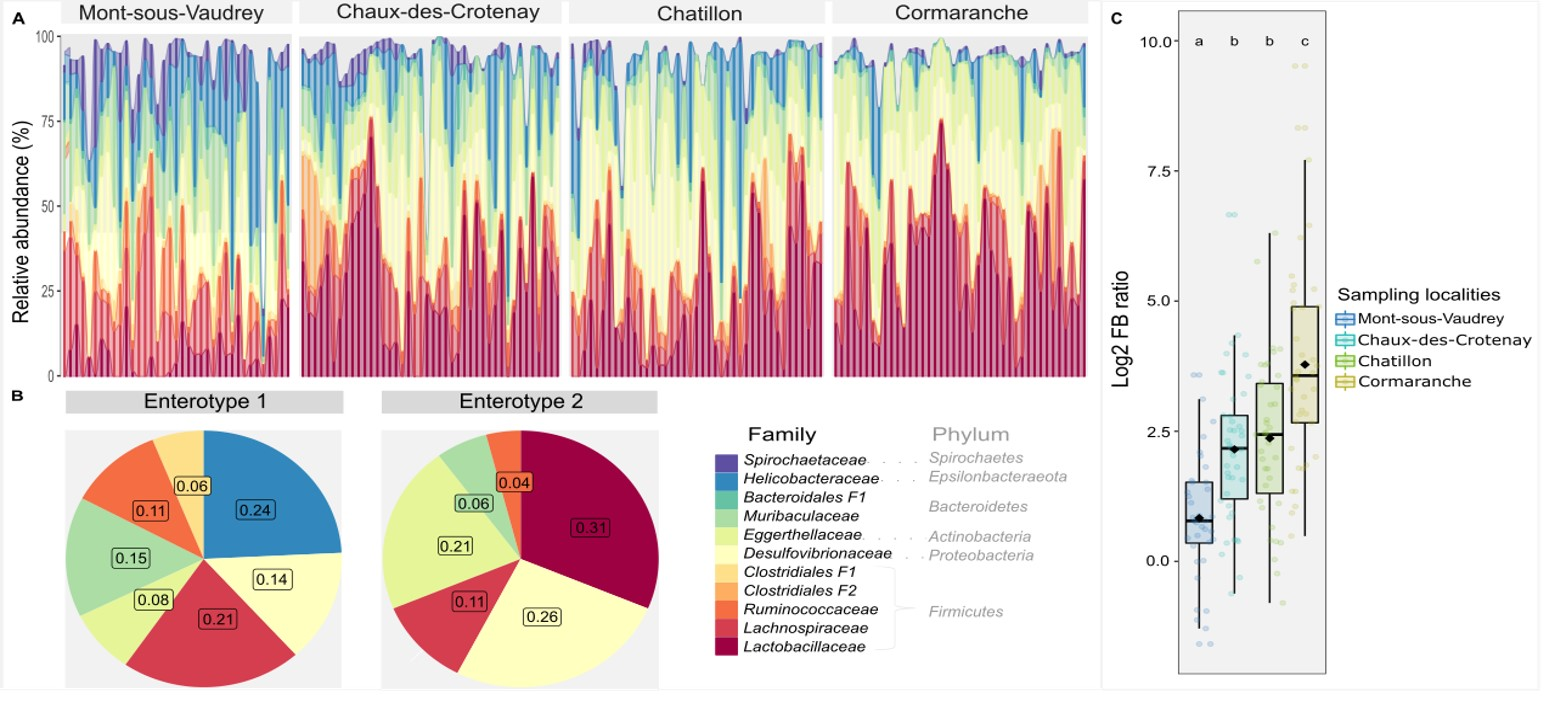 A
Mont-sous-Vaudrey
Chaux-des-Crotenay
Chatillon
Cormaranche
Relative abundance (%)
100
75
50
25
0
B
Enterotype 1
Enterotype 2
0.06
0.24
0.11
0.15
0.14
0.08
0.21
0.04
0.06
0.31
0.21
0.11
0.26
Family
Phylum
Spirochaetaceae
Spirochaetes
Helicobacteraceae
Epsilonbacteraeota
Bacteroidales F1
Bacteroidetes
Muribaculaceae
Eggerthellaceae
Actinobacteria
Desulfovibrionaceae
Proteobacteria
Clostridiales F1
Clostridiales F2
Ruminococcaceae
Firmicutes
Lachnospiraceae
Lactobacillaceae
C
a b b c
Log2 FB ratio
10.0
7.5
5.0
2.5
0.0
Sampling localities
Mont-sous-Vaudrey
Chaux-des-Crotenay
Chatillon
Cormaranche